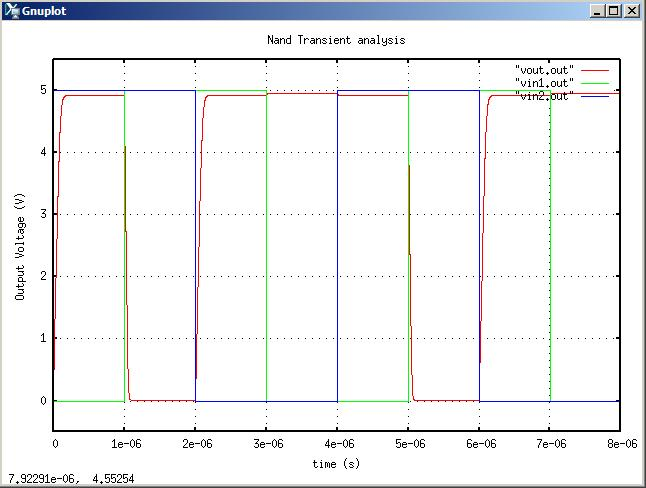 Gnuplot
Nand Transient analysis
"vout.out"
"vin1.out"
"vin2.out"
5
4
3
2
1
0
Output Voltage (V)
0 1e-06 2e-06 3e-06 4e-06 5e-06 6e-06 7e-06 8e-06
time (s)
7.92291e-06, 4.55254